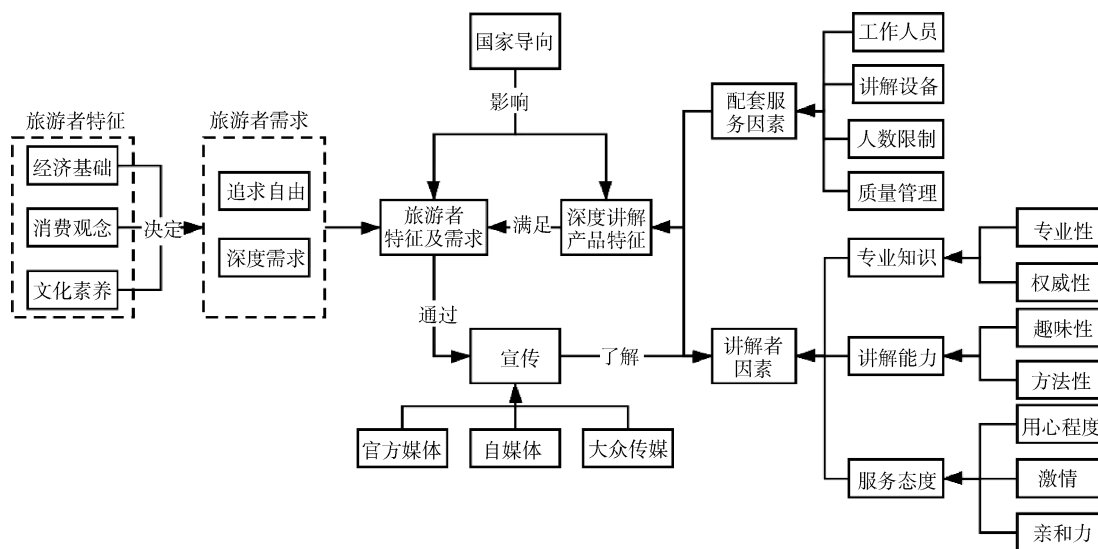 国家导向
影响
旅游者特征
经济基础
消费观念
文化素养
决定
旅游者需求
追求自由
深度需求
旅游者
特征及需求
满足
深度讲解
产品特征
通过
宣传
了解
官方媒体
自媒体
大众传媒
配套服
务因素
工作人员
讲解设备
人数限制
质量管理
讲解者
因素
专业知识
专业性
权威性
讲解能力
趣味性
方法性
服务态度
用心程度
激情
亲和力